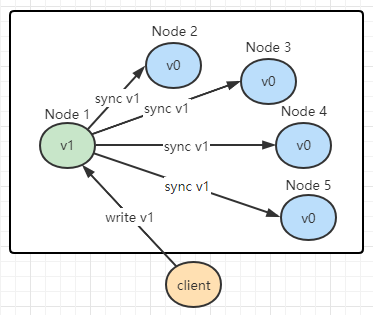 Node 2
v0
Node 3
v0
sync v1
sync v1
Node 1
v1
Node 4
sync v1
v0
sync v1
Node 5
v0
write v1
client